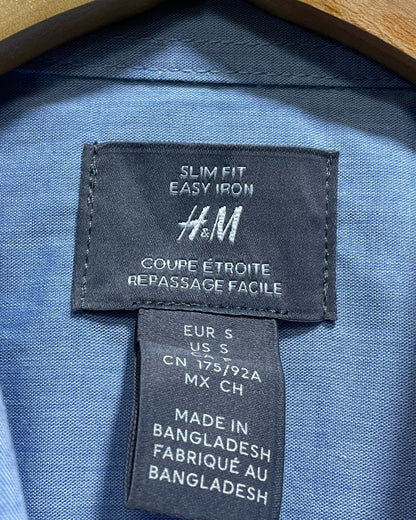 SLIM FIT
EASY IRON
H&M
COUPE ÉTROITE
REPASSAGE FACILE
EUR S
US S
CN 175/92A
MX CH
MADE IN
BANGLADESH
FABRIQUÉ AU
BANGLADESH